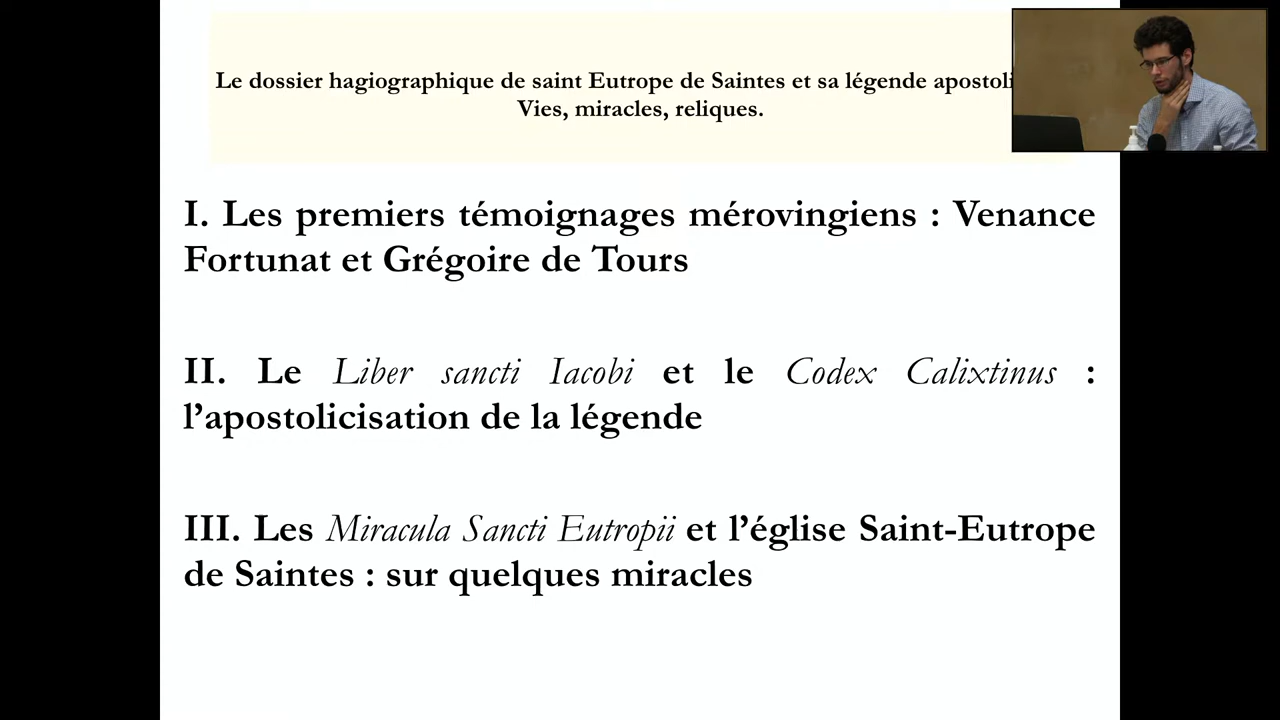 Le dossier hagiographique de saint Eutrope de Saintes et sa légende
Vies, miracles, reliques.
I. Les premiers témoignages mérovingiens : Venance
Fortunat et Grégoire de Tours
II. Le Liber sancti Iacobi et le Codex Calixtinus :
l’apostolicisation de la légende
III. Les Miracula Sancti Eutropii et l’église Saint-Eutrope
de Saintes : sur quelques miracles